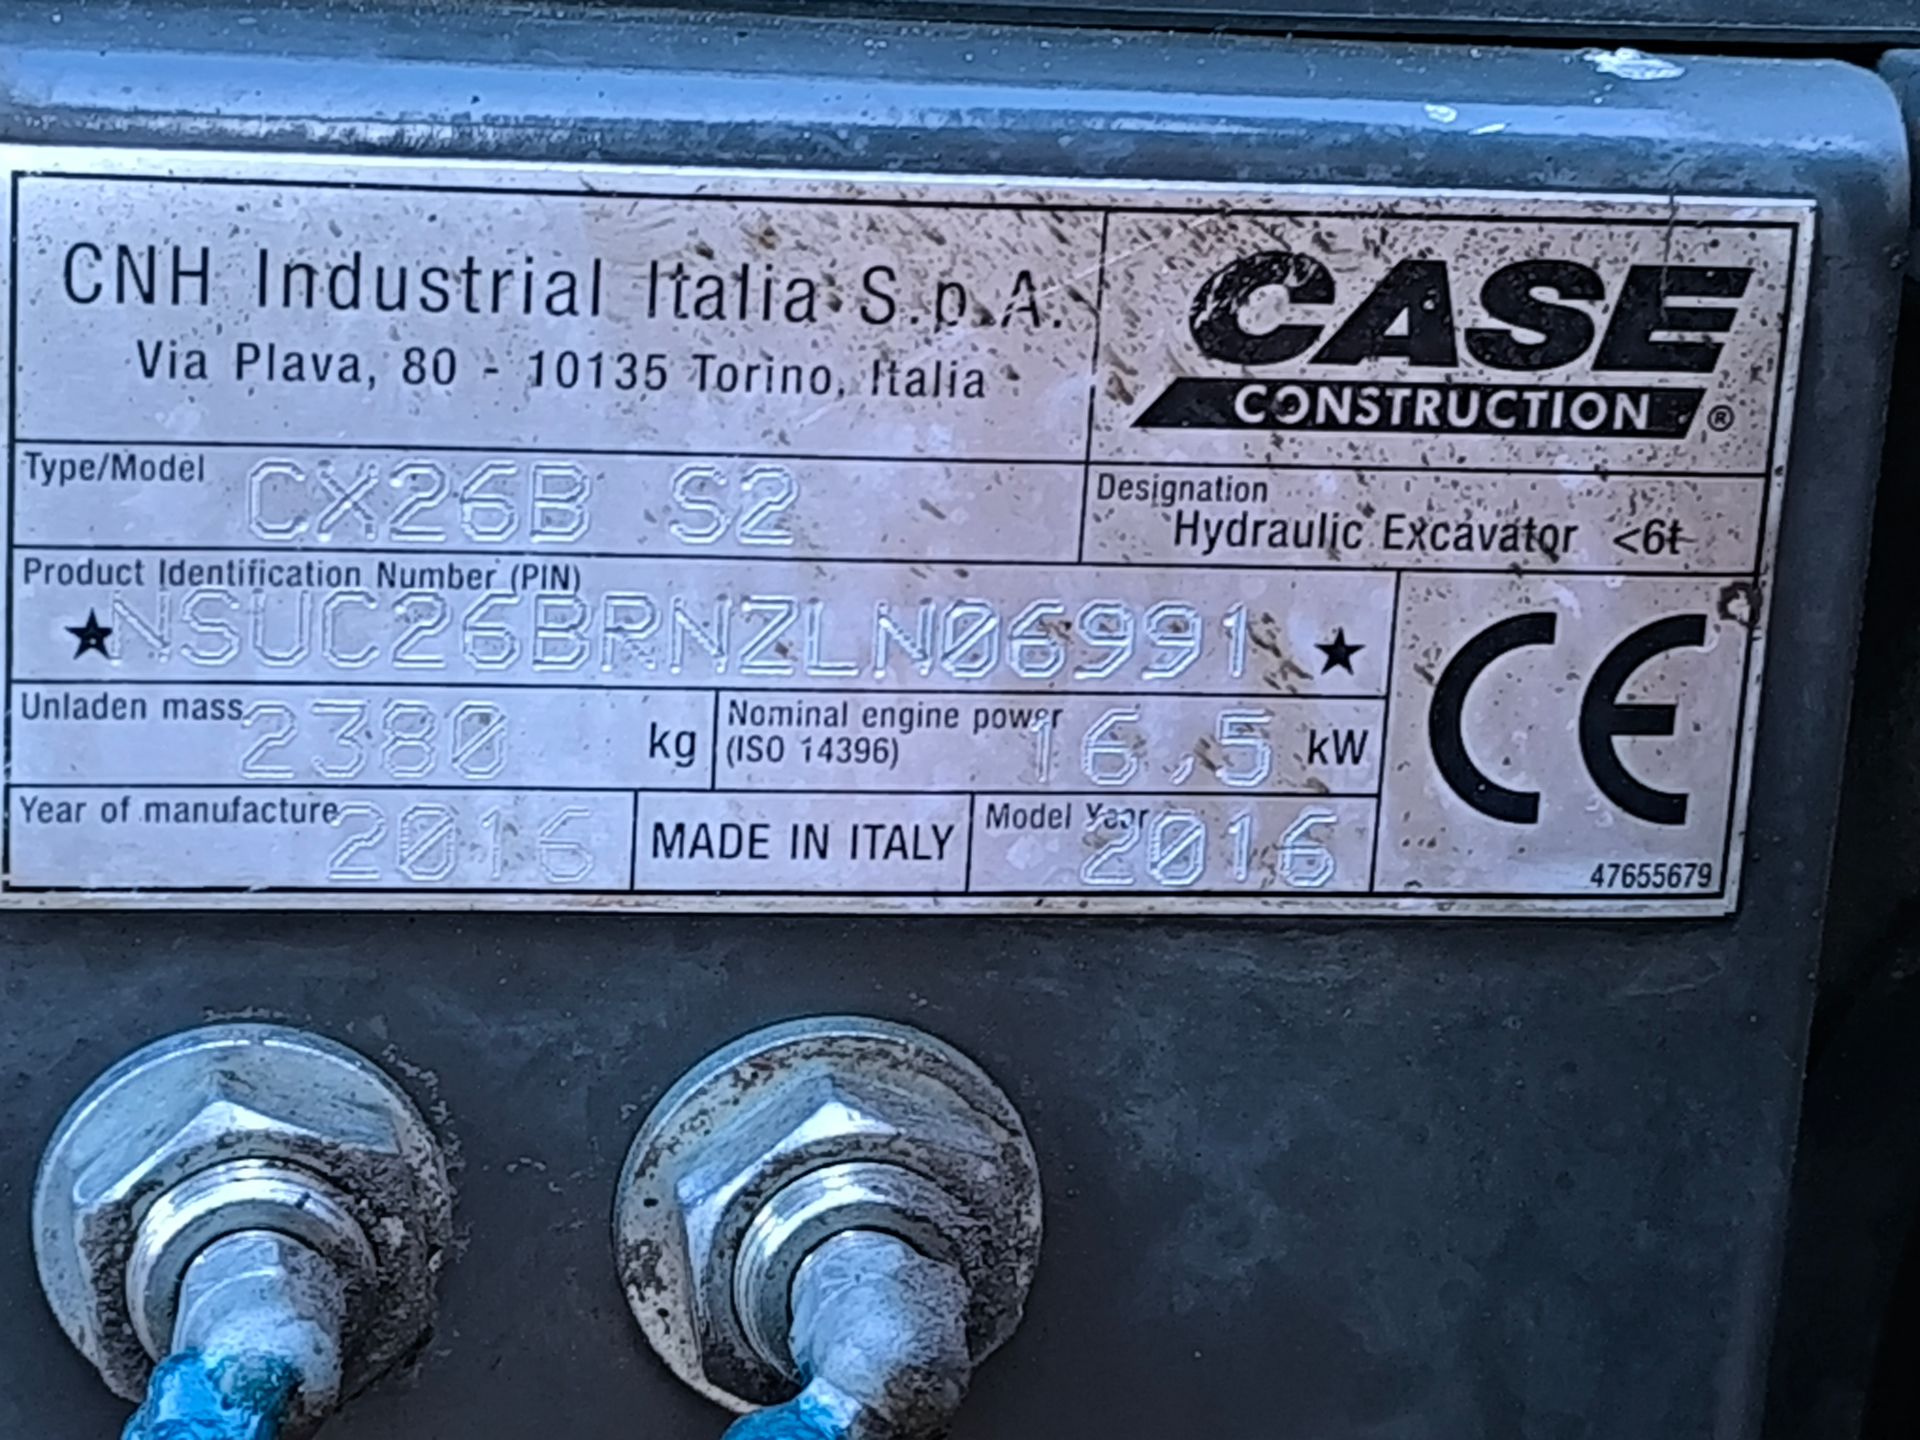 CNH Industrial Italia S.p.A.
Via Plava, 80 - 10135 Torino, Italia
CASE
CONSTRUCTION ®
Type/Model CX26B S2
Designation
Hydraulic Excavator <6t
Product Identification Number (PIN)
★NSUC26BRNZLN06991★
Unladen mass 2380 kg
Nominal engine power
(ISO 14396) 16,5 kW
Year of manufacture 2016
MADE IN ITALY
Model Year 2016
CE
47655679